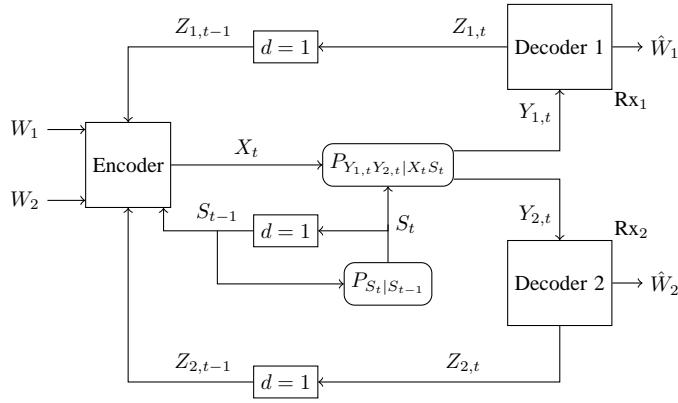 Z_{1,t−1}
d = 1
Z_{1,t}
Decoder 1
Ŵ_1
Rx_1
Y_{1,t}
W_1
Encoder
X_t
P_{Y_{1,t}Y_{2,t}|X_tS_t}
W_2
S_{t−1}
d = 1
S_t
Y_{2,t}
Rx_2
P_{S_t|S_{t−1}}
Decoder 2
Ŵ_2
Z_{2,t−1}
d = 1
Z_{2,t}